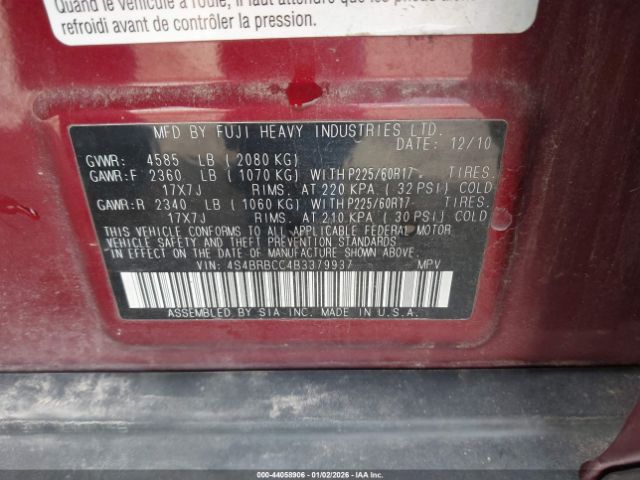 Quand le véhicule a roulé, il faut attendre que les pneus aient
refroidi avant de contrôler la pression.
MFD BY FUJI HEAVY INDUSTRIES LTD.
DATE: 12/10
GVWR: 4585 LB (2080 KG)
GAWR:F 2360 LB (1070 KG) WITH P225/60R17 TIRES.
17X7J RIMS. AT 220 KPA. (32 PSI) COLD
GAWR:R 2340 LB (1060 KG) WITH P225/60R17 TIRES.
17X7J RIMS. AT 210 KPA. (30 PSI) COLD
THIS VEHICLE CONFORMS TO ALL APPLICABLE FEDERAL MOTOR
VEHICLE SAFETY AND THEFT PREVENTION STANDARDS
IN EFFECT ON THE DATE OF MANUFACTURE SHOWN ABOVE.
VIN: 4S4BRBCC4B3379937 MPV
ASSEMBLED BY SIA INC. MADE IN U.S.A.
000-44058906 - 01/02/2026 - COPYRIGHT IAA